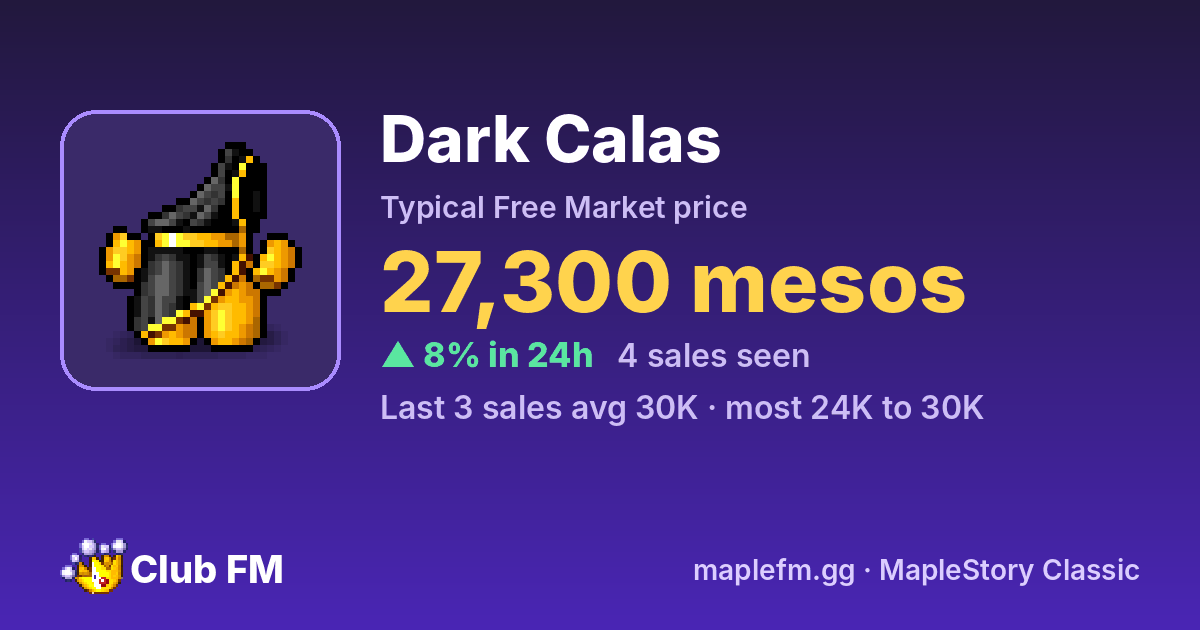 Dark Calas
Typical Free Market price
27,300 mesos
▲ 8% in 24h 4 sales seen
Last 3 sales avg 30K · most 24K to 30K
Club FM
maplefm.gg · MapleStory Classic